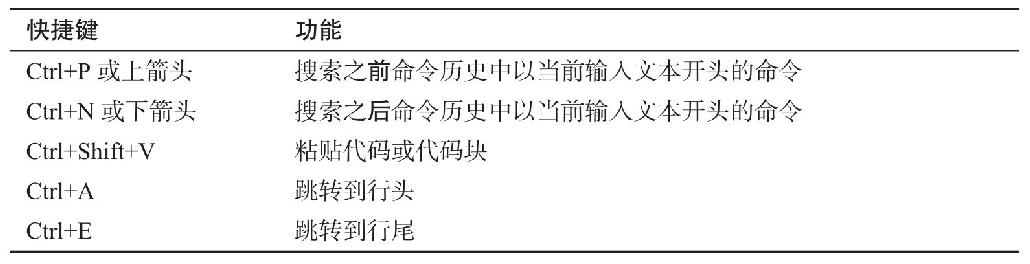 快捷键 功能
Ctrl+P 或上箭头 搜索之前命令历史中以当前输入文本开头的命令
Ctrl+N 或下箭头 搜索之后命令历史中以当前输入文本开头的命令
Ctrl+Shift+V 粘贴代码或代码块
Ctrl+A 跳转到行头
Ctrl+E 跳转到行尾